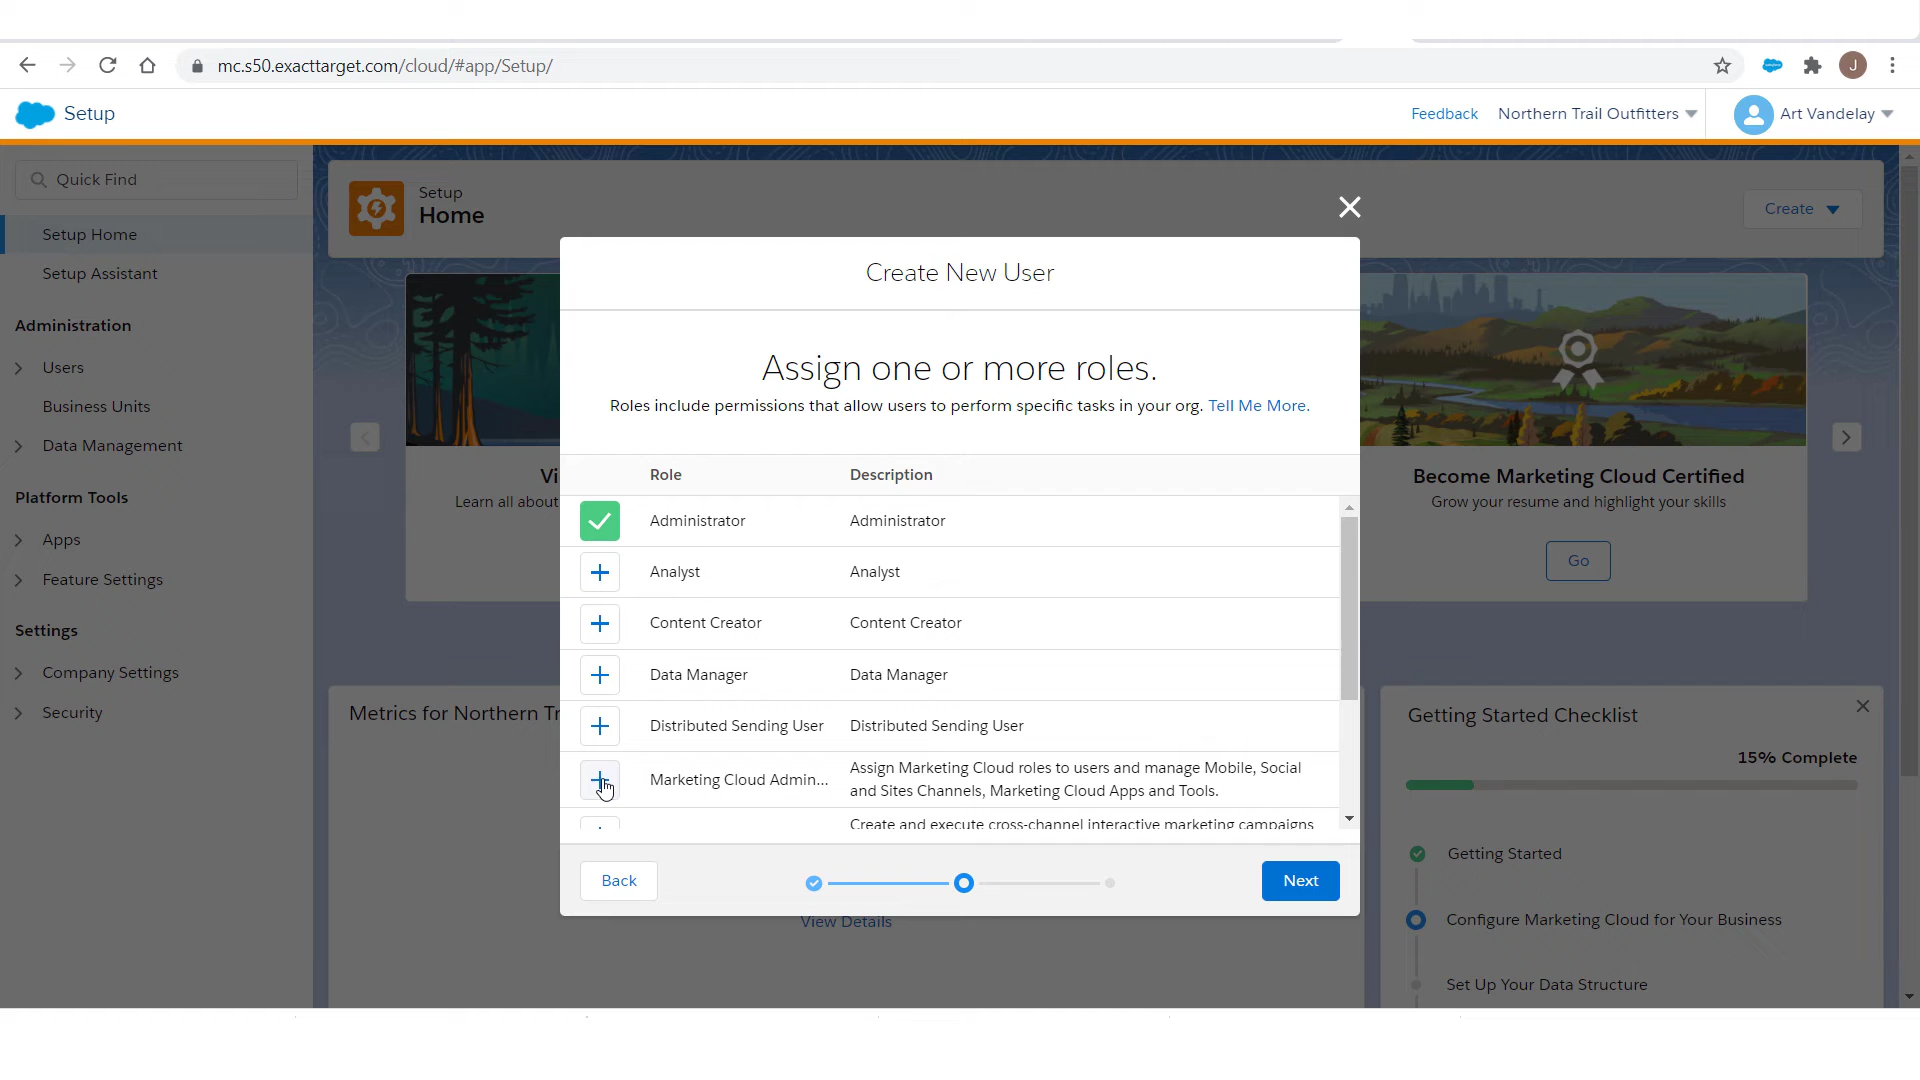 mc.s50.exacttarget.com/cloud/#app/Setup/
J
Setup
Feedback
Northern Trail Outfitters
Art Vandelay
Quick Find
Setup Home
Setup Assistant
Administration
Users
Business Units
Data Management
Platform Tools
Apps
Feature Settings
Settings
Company Settings
Security
Setup
Home
Create
Vi
Learn all about
Become Marketing Cloud Certified
Grow your resume and highlight your skills
Go
Metrics for Northern Tr
View Details
Create New User
Assign one or more roles.
Roles include permissions that allow users to perform specific tasks in your org. Tell Me More.
Role Description
Administrator Administrator
Analyst Analyst
Content Creator Content Creator
Data Manager Data Manager
Distributed Sending User Distributed Sending User
Marketing Cloud Admin... Assign Marketing Cloud roles to users and manage Mobile, Social
and Sites Channels, Marketing Cloud Apps and Tools.
Create and execute cross-channel interactive marketing campaigns
Back
Next
Getting Started Checklist
15% Complete
Getting Started
Configure Marketing Cloud for Your Business
Set Up Your Data Structure